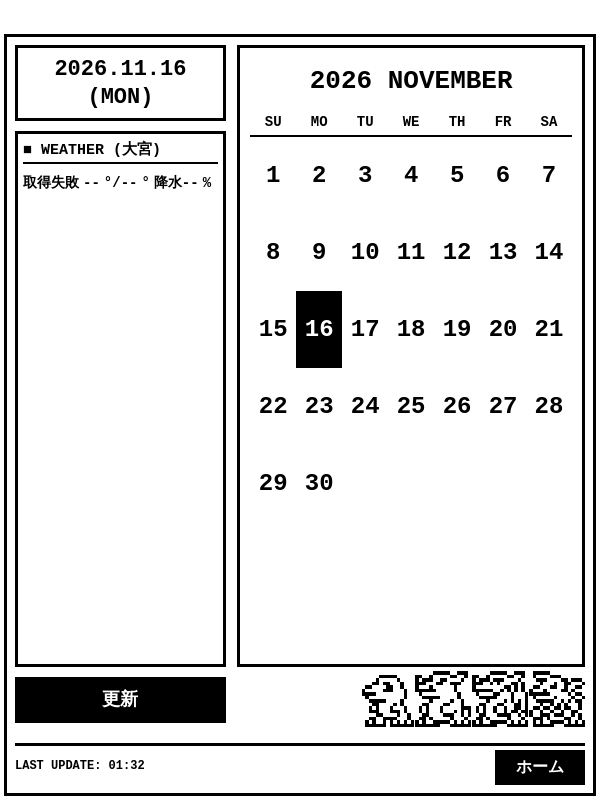 2026.11.16
(MON)
■ WEATHER (大宮)
取得失敗 -- °/-- ° 降水-- %
2026 NOVEMBER
SU MO TU WE TH FR SA
1 2 3 4 5 6 7
8 9 10 11 12 13 14
15 16 17 18 19 20 21
22 23 24 25 26 27 28
29 30
更新
LAST UPDATE: 01:32
ホーム